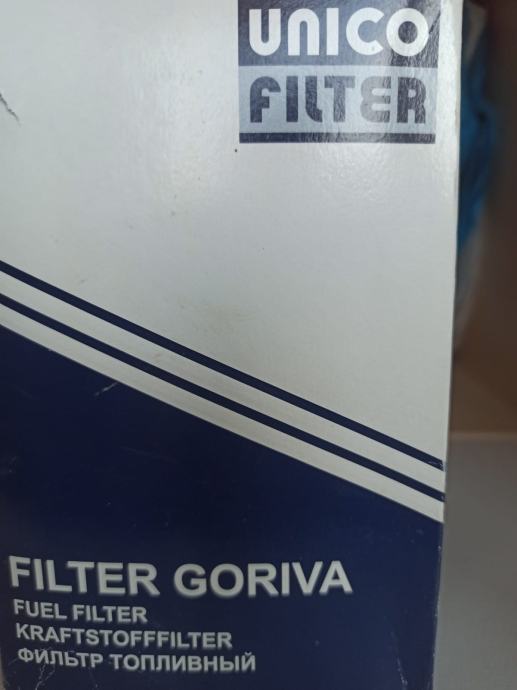 UNICO
FILTER
FILTER GORIVA
FUEL FILTER
KRAFTSTOFFFILTER
ФИЛЬТР ТОПЛИВНЫЙ